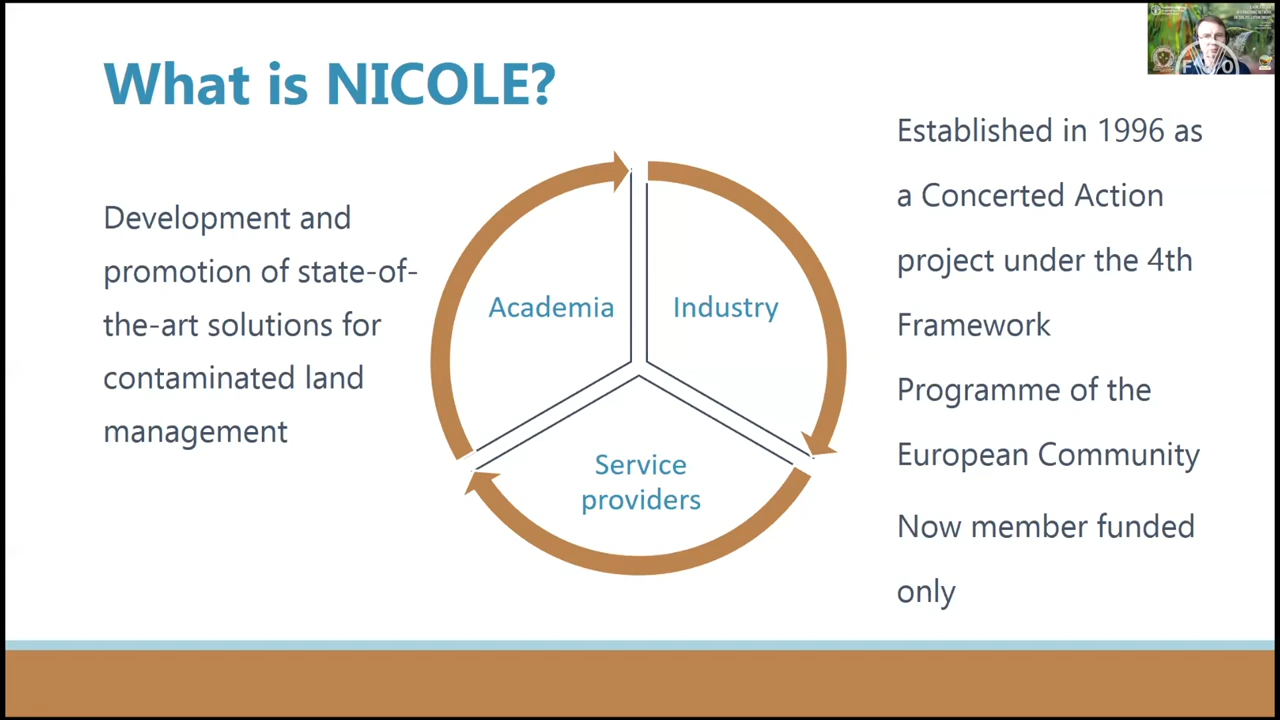 What is NICOLE?
Development and
promotion of state-of-
the-art solutions for
contaminated land
management
Academia
Industry
Service
providers
Established in 1996 as
a Concerted Action
project under the 4th
Framework
Programme of the
European Community
Now member funded
only